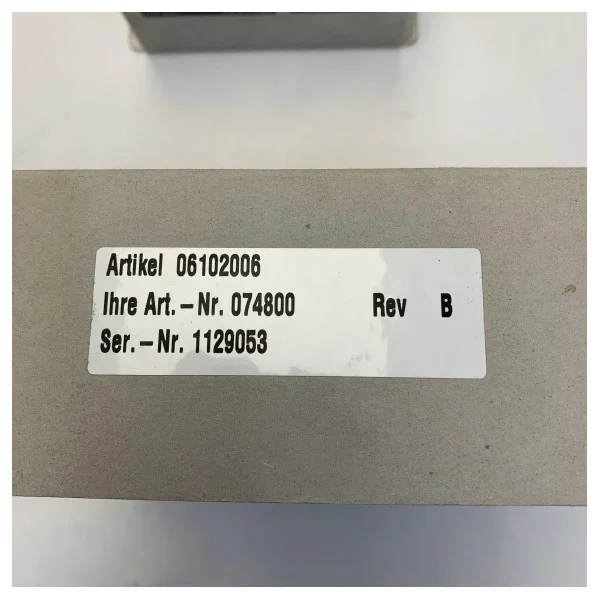 Artikel 06102006
Ihre Art.-Nr. 074800 Rev B
Ser.-Nr. 1129053